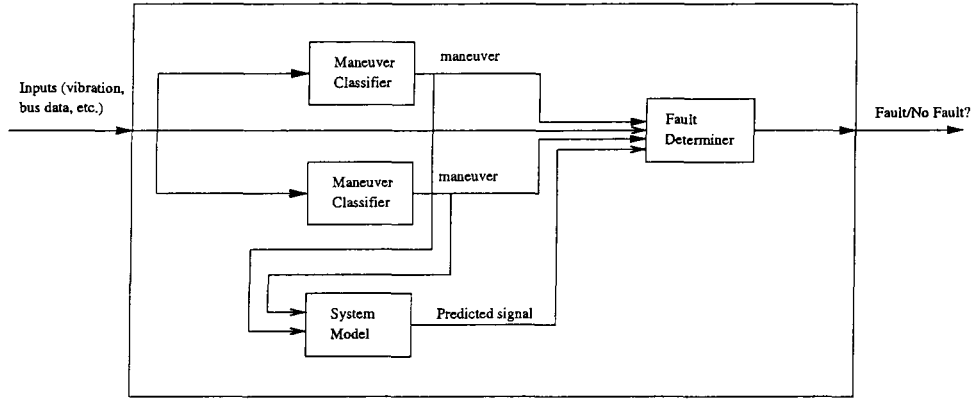 Inputs (vibration,
bus data, etc.)
Maneuver
Classifier
maneuver
Maneuver
Classifier
maneuver
System
Model
Predicted signal
Fault
Determiner
Fault/No Fault?